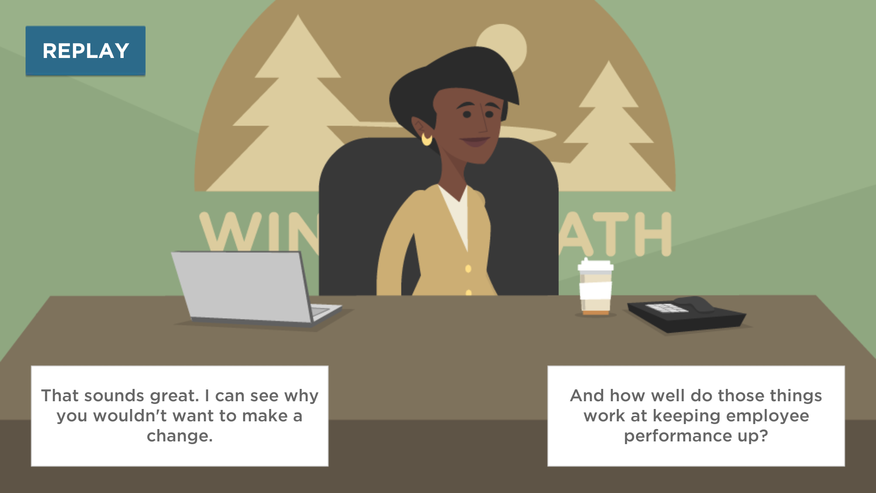 REPLAY
WIN ATH
That sounds great. I can see why
you wouldn't want to make a
change.
And how well do those things
work at keeping employee
performance up?